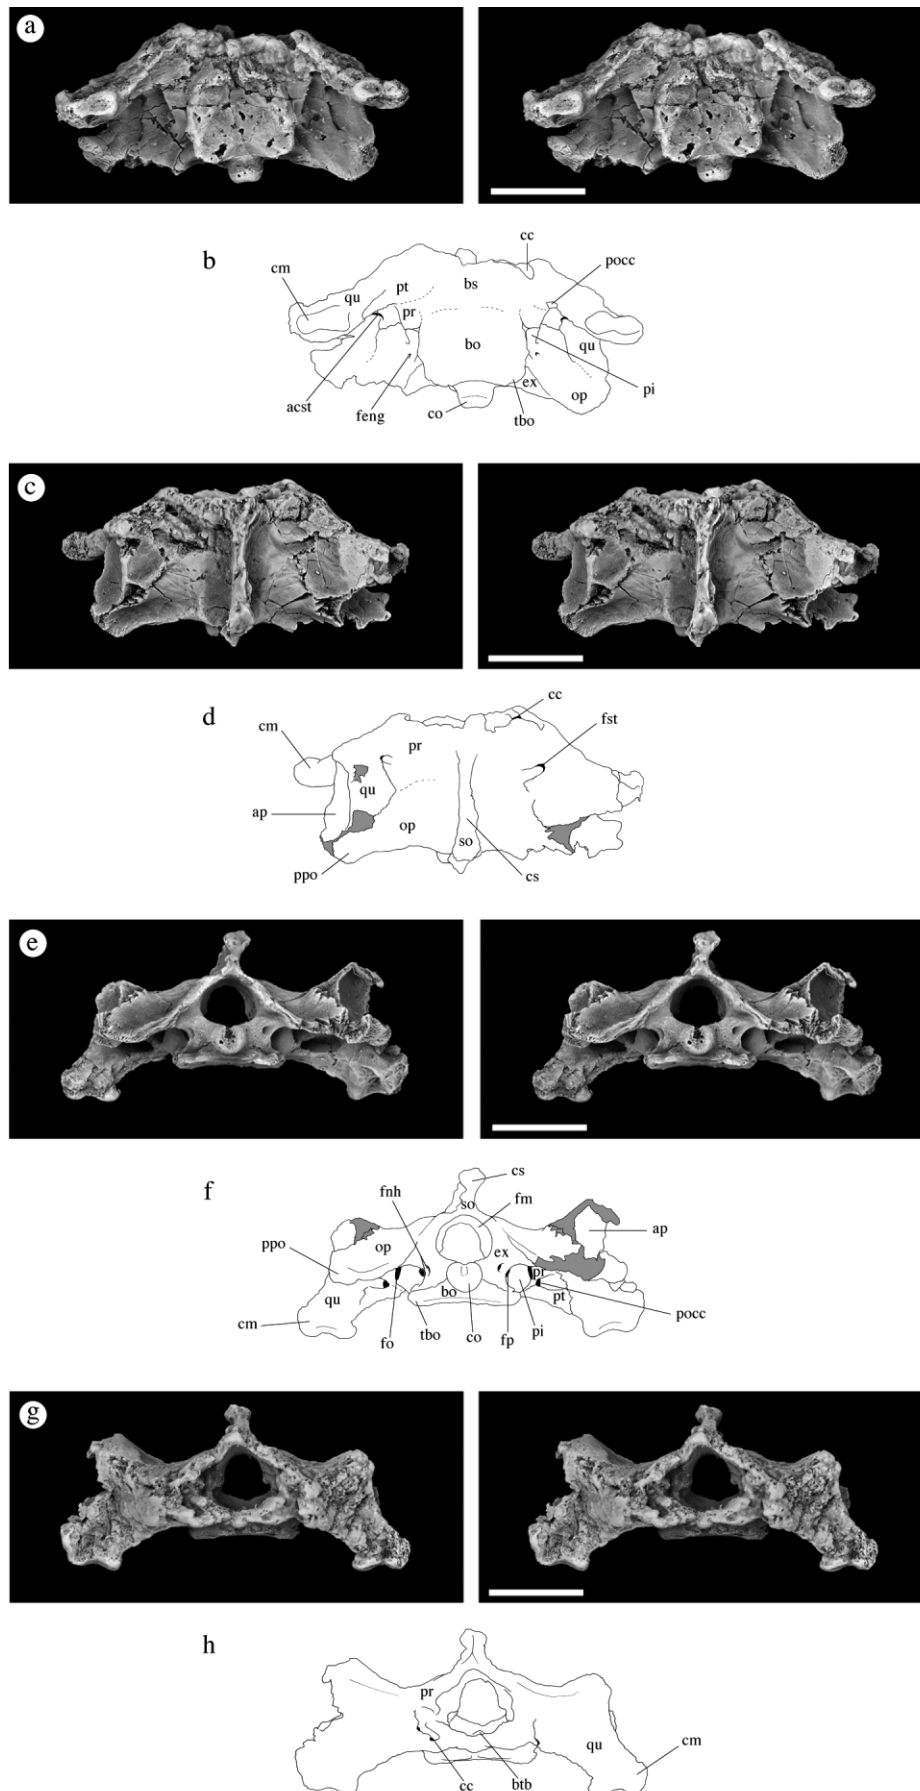 a
b
cc
pocc
cm
qu
pt
bs
pr
bo
qu
acst
feng
co
tbo
ex
op
pi
c
d
cc
fst
cm
pr
qu
ap
op
so
ppo
cs
e
f
cs
fnh
so
fm
ap
ppo
op
ex
pr
qu
bo
pt
cm
pocc
fo
tbo
co
fp
pi
g
h
pr
qu
cm
cc
btb